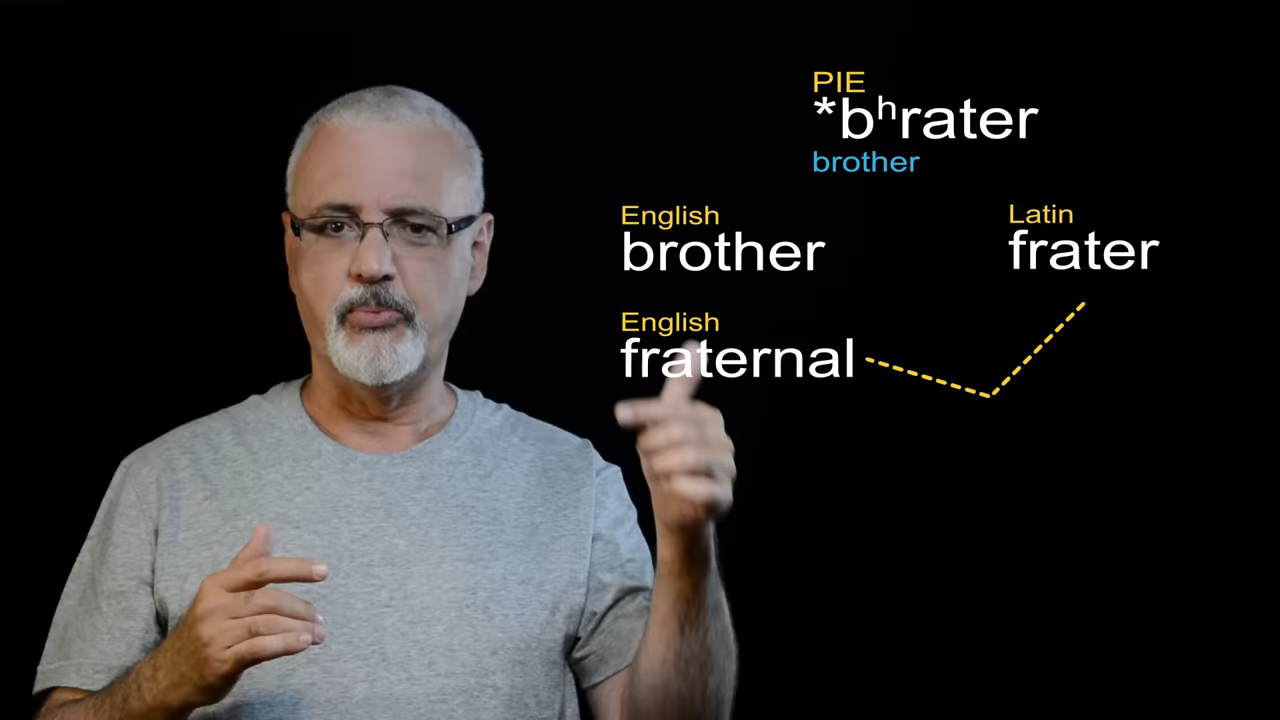 PIE
*bʰrater
brother
English
brother
Latin
frater
English
fraternal